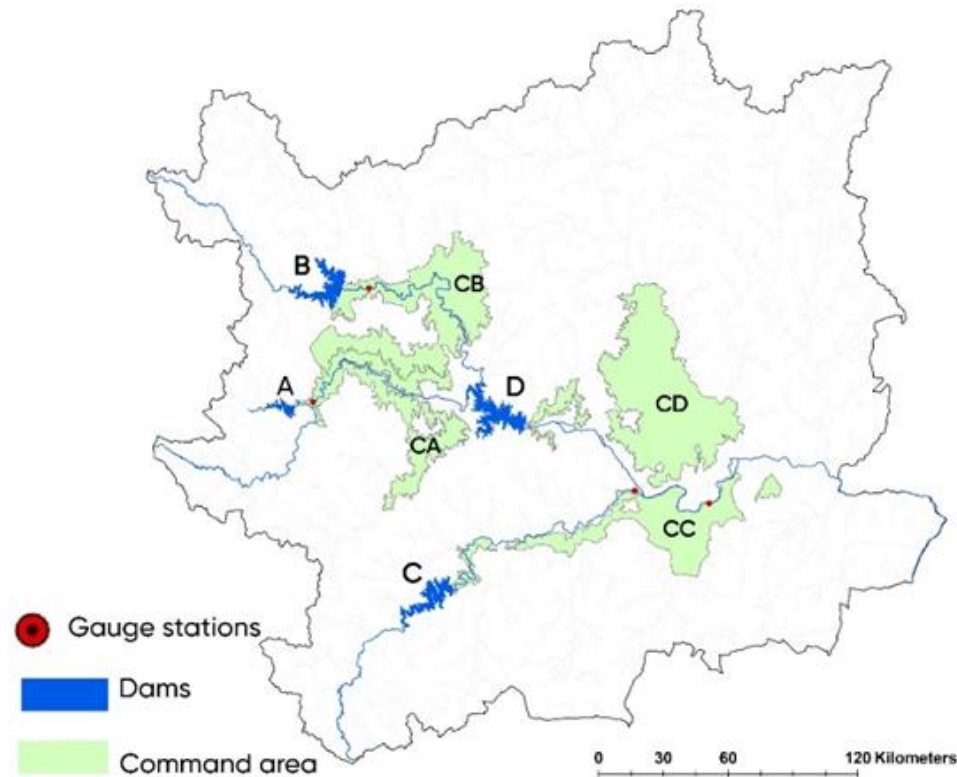 B
CB
A
D
CD
CA
CC
C
Gauge stations
Dams
Command area
0 30 60 120 Kilometers